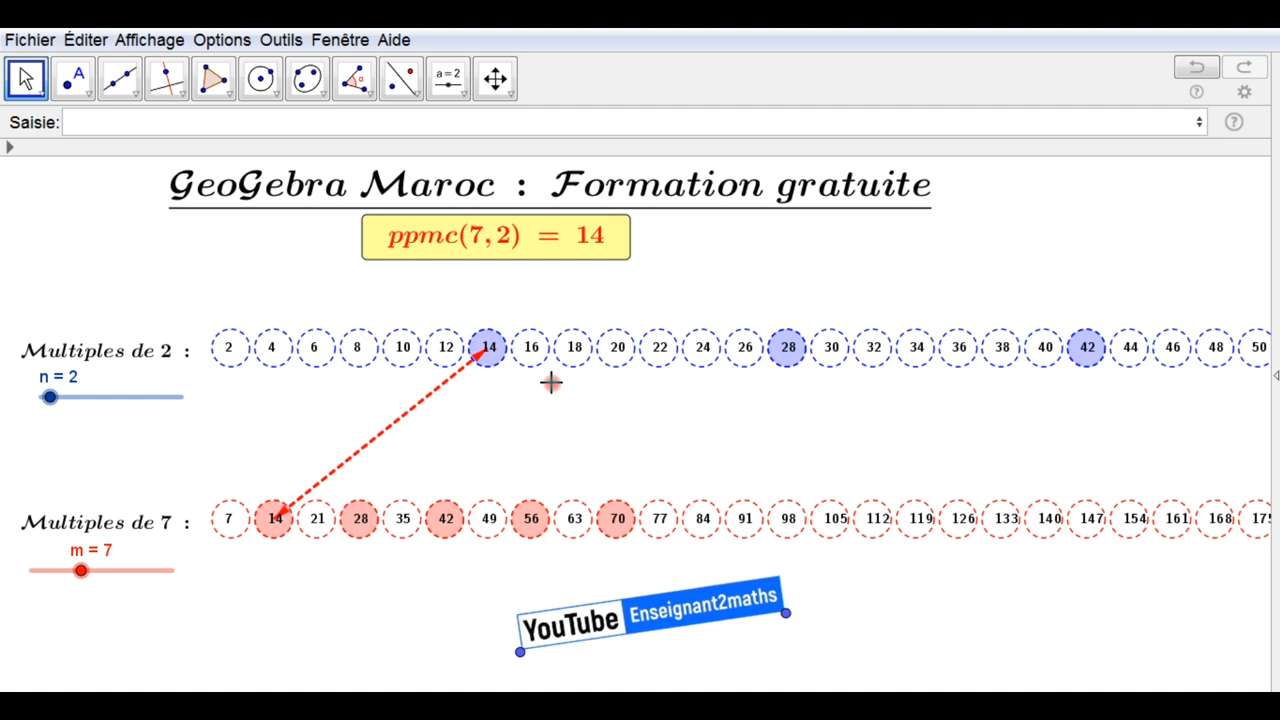 Fichier Éditer Affichage Options Outils Fenêtre Aide
A α a = 2
Saisie:
GeoGebra Maroc : Formation gratuite
ppmc(7, 2) = 14
Multiples de 2 : 2 4 6 8 10 12 14 16 18 20 22 24 26 28 30 32 34 36 38 40 42 44 46 48 50
n = 2
Multiples de 7 : 7 14 21 28 35 42 49 56 63 70 77 84 91 98 105 112 119 126 133 140 147 154 161 168 175
m = 7
YouTube Enseignant2maths